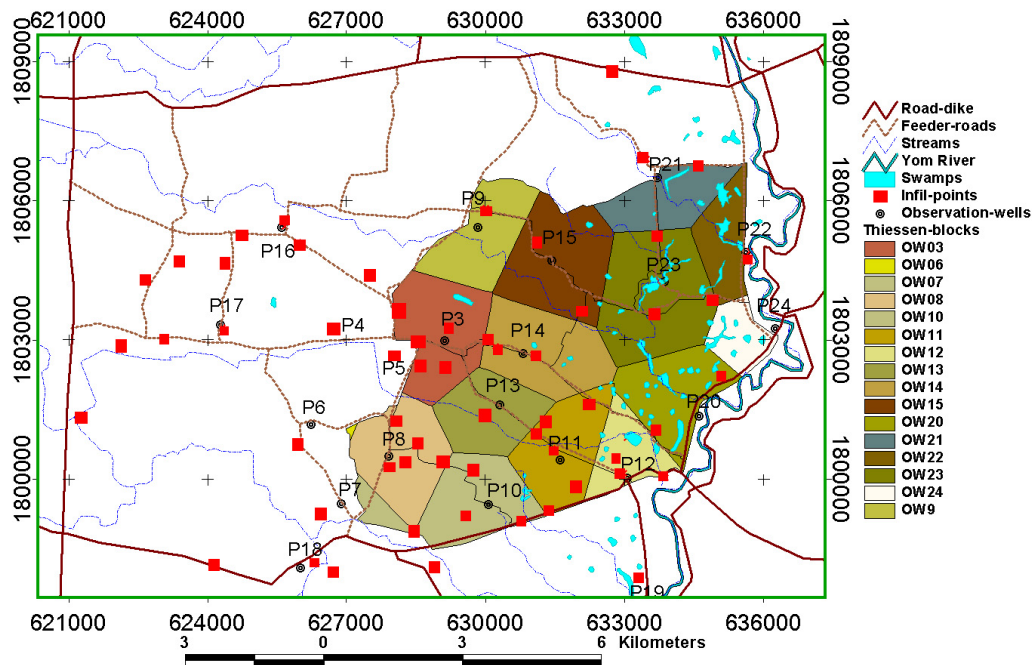 621000 624000 627000 630000 633000 636000
1809000 1809000
1806000 1806000
1803000 1803000
1800000 1800000
P21
P9
P22
P16
P15
P23
P17
P4
P3
P14
P24
P5
P13
P6
P20
P8
P11
P12
P7
P10
P18
P19
621000 624000 627000 630000 633000 636000
3 0 3 6 Kilometers
Road-dike
Feeder-roads
Streams
Yom River
Swamps
Infil-points
Observation-wells
Thiessen-blocks
OW03
OW06
OW07
OW08
OW10
OW11
OW12
OW13
OW14
OW15
OW20
OW21
OW22
OW23
OW24
OW9